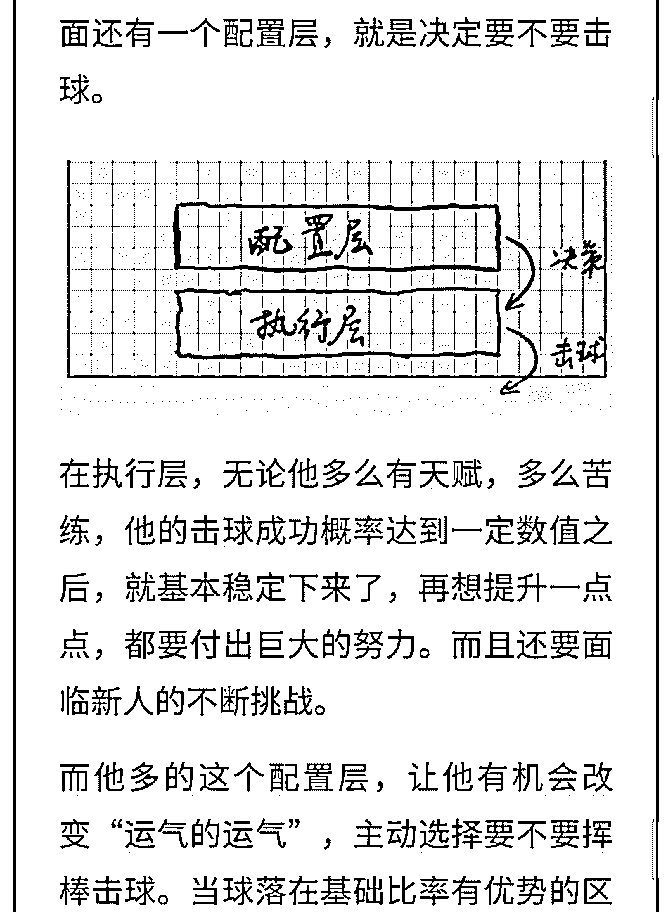 面还有一个配置层，就是决定要不要击
球。
配置层
决策
执行层
击球
在执行层，无论他多么有天赋，多么苦
练，他的击球成功概率达到一定数值之
后，就基本稳定下来了，再想提升一点
点，都要付出巨大的努力。而且还要面
临新人的不断挑战。
而他多的这个配置层，让他有机会改
变“运气的运气”，主动选择要不要挥
棒击球。当球落在基础比率有优势的区